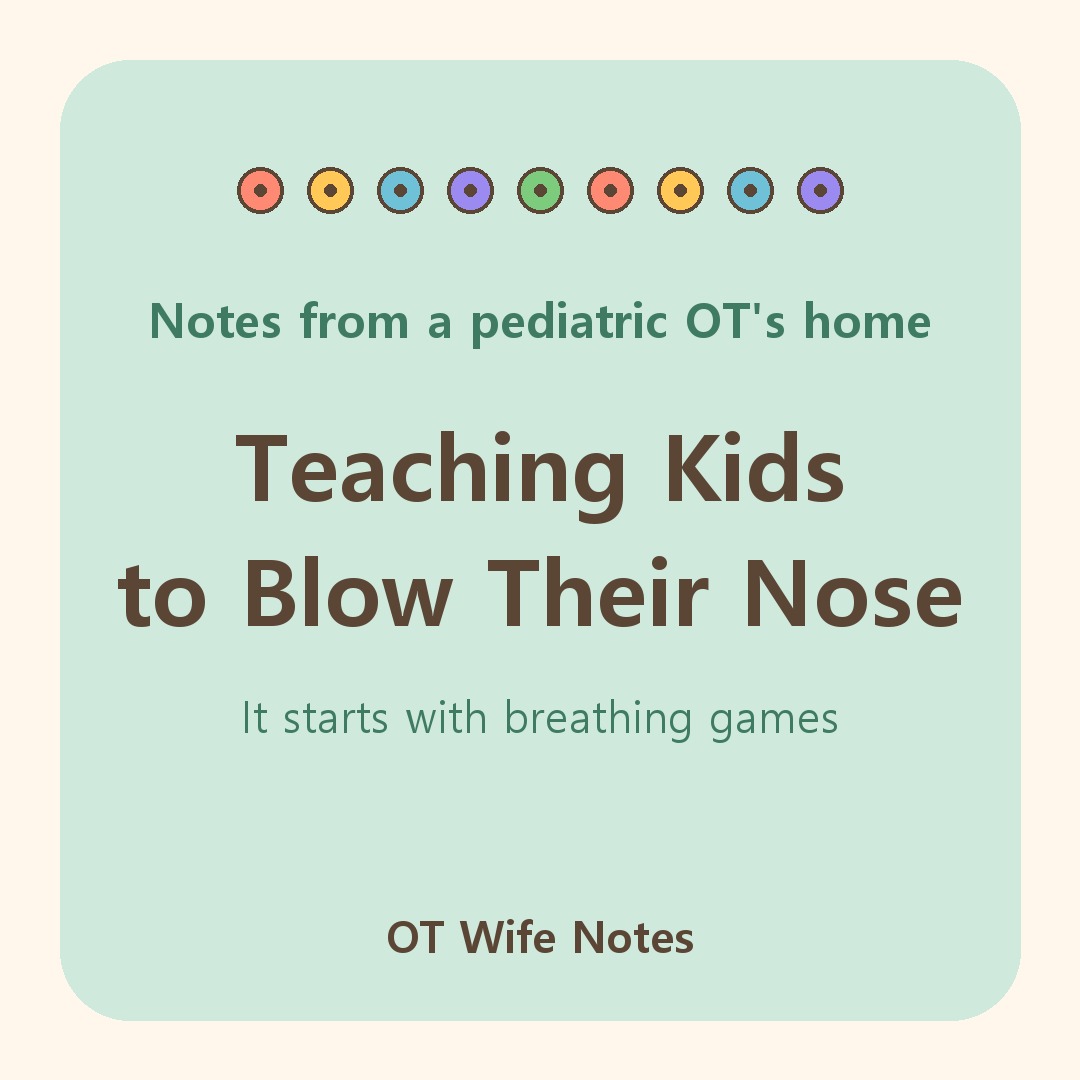 Notes from a pediatric OT's home
Teaching Kids
to Blow Their Nose
It starts with breathing games
OT Wife Notes